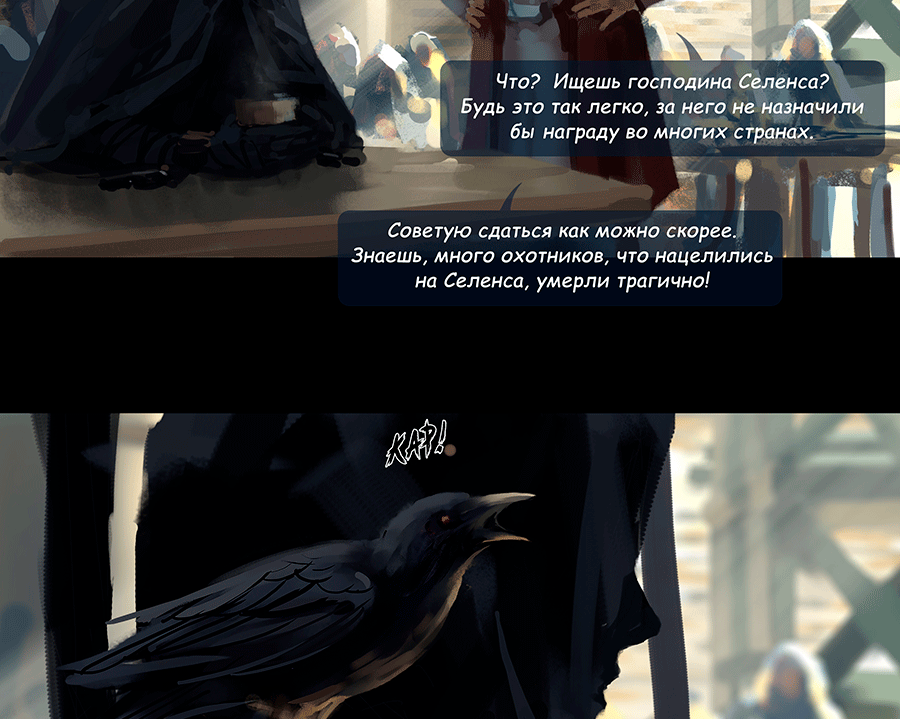 Что? Ищешь господина Селенса?
Будь это так легко, за него не назначили
бы награду во многих странах.
Советую сдаться как можно скорее.
Знаешь, много охотников, что нацелились
на Селенса, умерли трагично!
КАР!